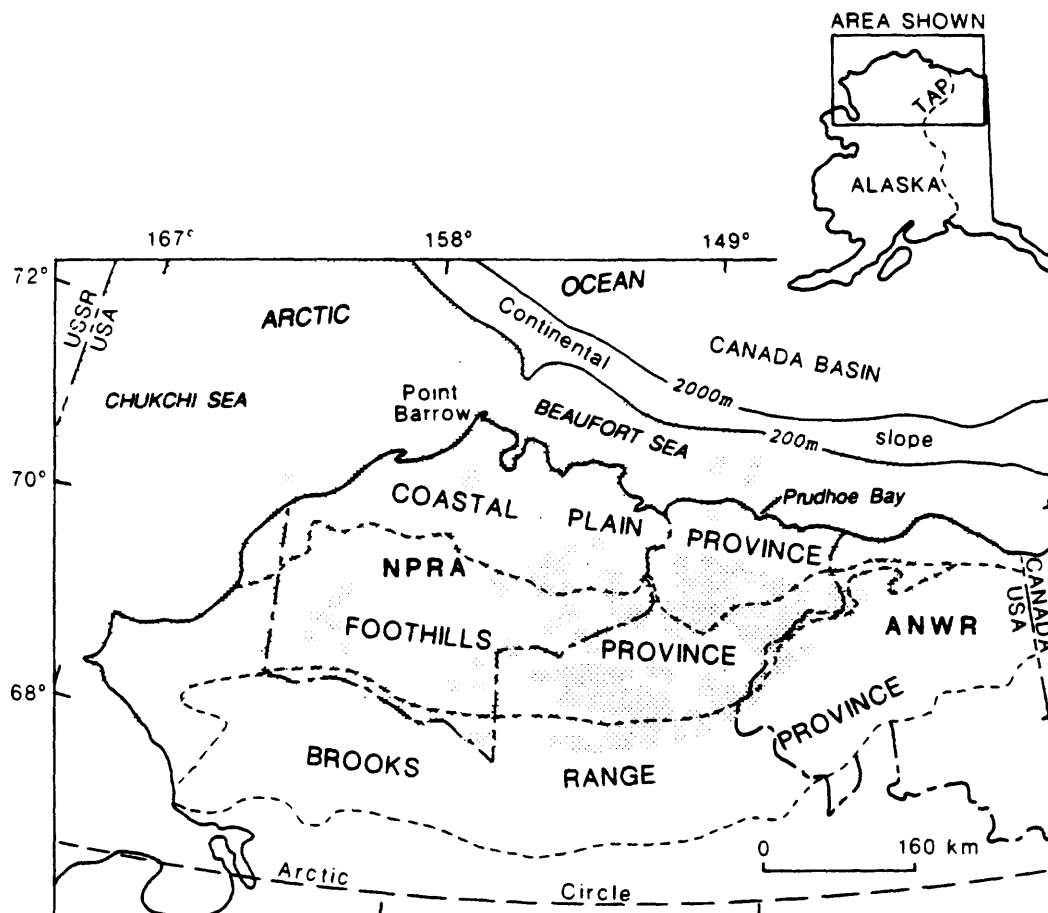 AREA SHOWN
TAP
ALASKA
167° 158° 149°
72°
OCEAN
USSR
USA
ARCTIC
Continental
CANADA BASIN
2000m
CHUKCHI SEA
Point
Barrow
BEAUFORT SEA
200m
slope
70°
COASTAL PLAIN PROVINCE
Prudhoe Bay
NPRA
CANADA
USA
ANWR
FOOTHILLS PROVINCE
68°
PROVINCE
BROOKS RANGE
0 160 km
Arctic Circle